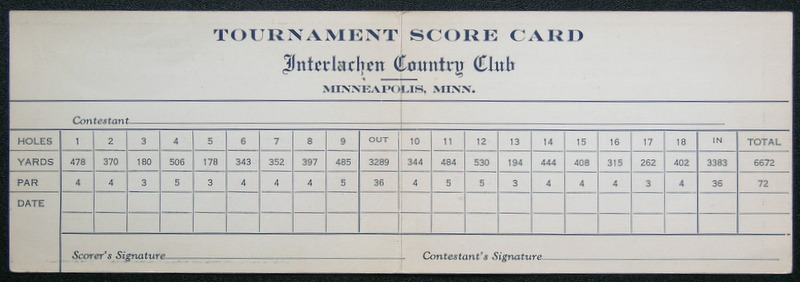 TOURNAMENT SCORE CARD
Interlachen Country Club
MINNEAPOLIS, MINN.
Contestant
HOLES 1 2 3 4 5 6 7 8 9 OUT 10 11 12 13 14 15 16 17 18 IN TOTAL
YARDS 478 370 180 506 178 343 352 397 485 3289 344 484 530 194 444 408 315 262 402 3383 6672
PAR 4 4 3 5 3 4 4 4 5 36 4 5 5 3 4 4 4 3 4 36 72
DATE
Scorer's Signature Contestant's Signature